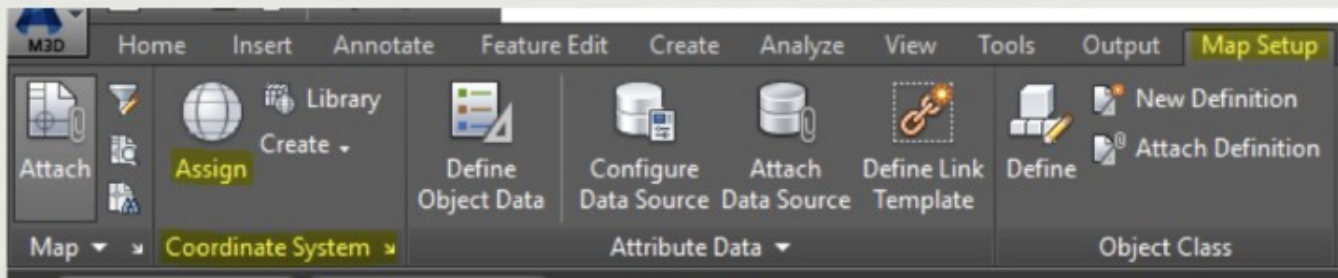 M3D
Home Insert Annotate Feature Edit Create Analyze View Tools Output Map Setup
Attach
Assign
Library
Create
Define
Object Data
Configure
Data Source
Attach
Data Source
Define Link
Template
Define
New Definition
Attach Definition
Map
Coordinate System
Attribute Data
Object Class